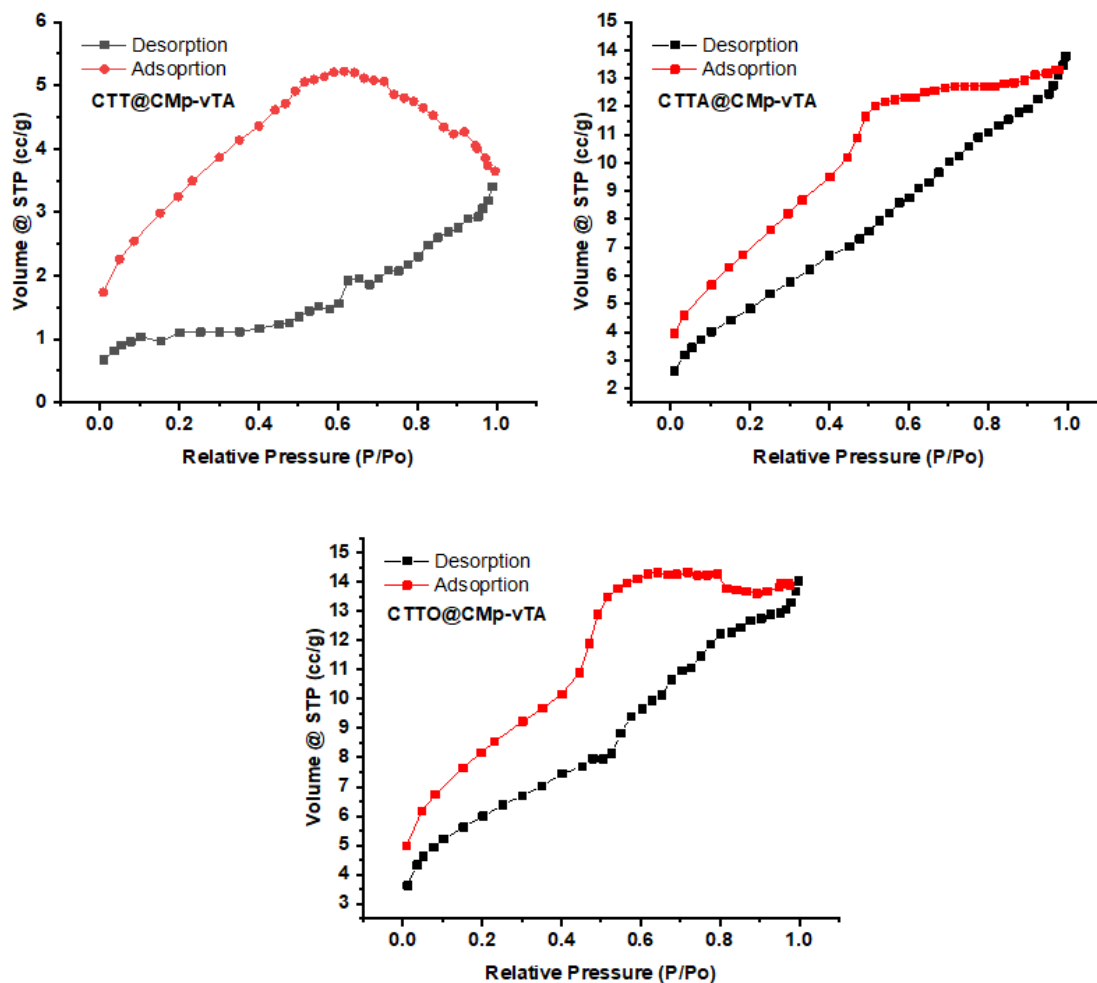 Desorption
Adsoprtion
CTT@CMp-vTA
Volume @ STP (cc/g)
6
5
4
3
2
1
0
0.0 0.2 0.4 0.6 0.8 1.0
Relative Pressure (P/Po)
Desorption
Adsoprtion
CTTA@CMp-vTA
Volume @ STP (cc/g)
15
14
13
12
11
10
9
8
7
6
5
4
3
2
0.0 0.2 0.4 0.6 0.8 1.0
Relative Pressure (P/Po)
Desorption
Adsoprtion
CTTO@CMp-vTA
Volume @ STP (cc/g)
15
14
13
12
11
10
9
8
7
6
5
4
3
0.0 0.2 0.4 0.6 0.8 1.0
Relative Pressure (P/Po)